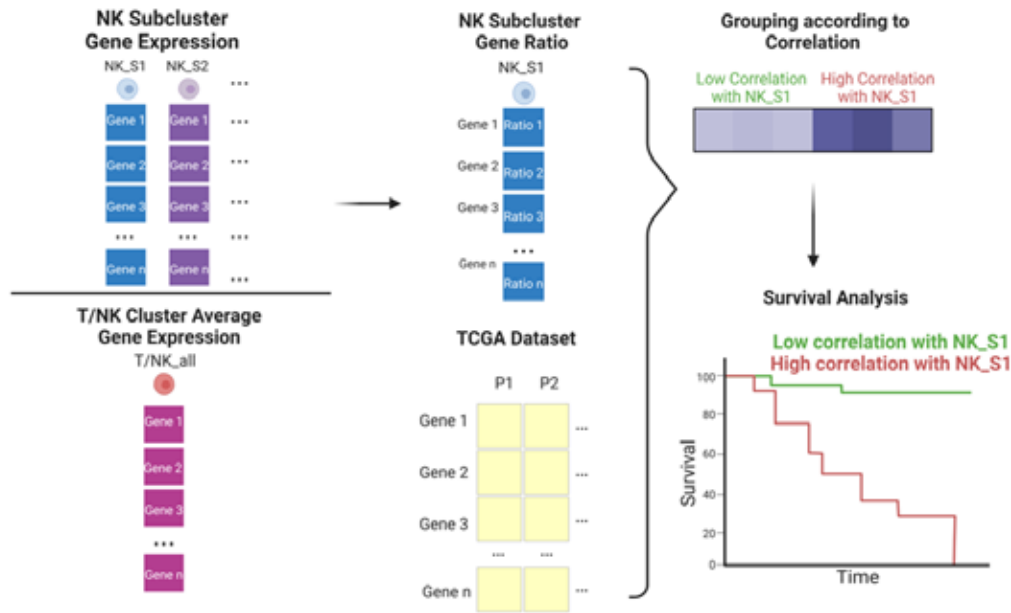 NK Subcluster
Gene Expression
NK_S1
NK_S2
...
Gene 1
Gene 1
...
Gene 2
Gene 2
...
Gene 3
Gene 3
...
...
...
...
Gene n
Gene n
...
T/NK Cluster Average
Gene Expression
T/NK_all
Gene 1
Gene 2
Gene 3
...
Gene n
NK Subcluster
Gene Ratio
NK_S1
Gene 1
Ratio 1
Gene 2
Ratio 2
Gene 3
Ratio 3
...
Gene n
Ratio n
TCGA Dataset
P1
P2
Gene 1
...
Gene 2
...
Gene 3
...
...
...
Gene n
...
Grouping according to
Correlation
Low Correlation
with NK_S1
High Correlation
with NK_S1
Survival Analysis
Low correlation with NK_S1
High correlation with NK_S1
100
80
60
40
20
0
Survival
Time